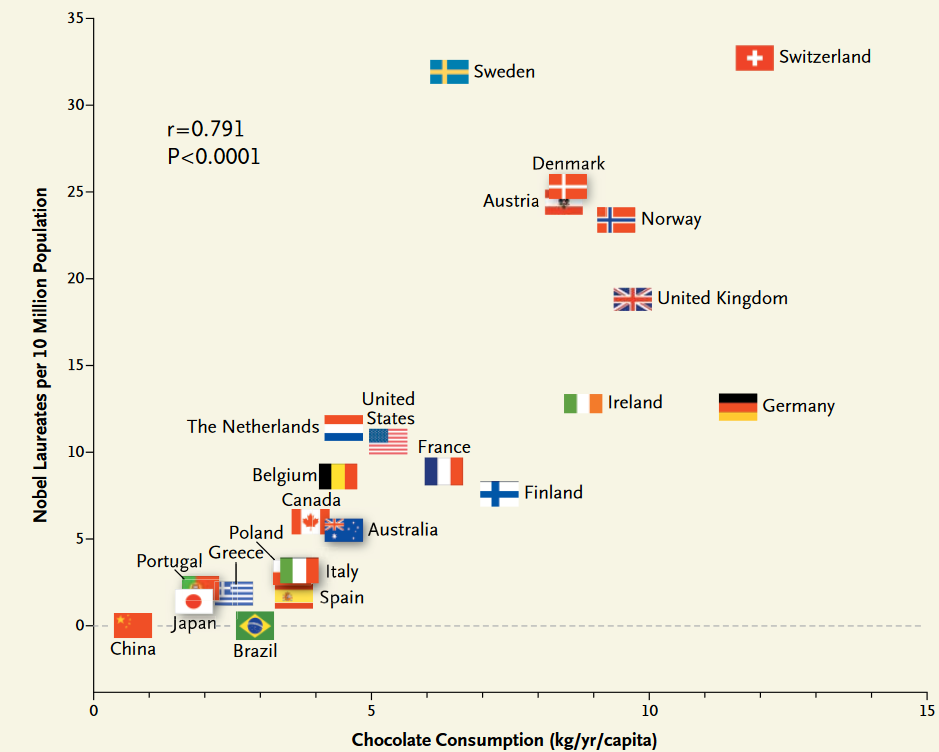 35
Switzerland
Sweden
30
r=0.791
P<0.0001
Denmark
25
Austria
Norway
20
United Kingdom
15
United
States
Ireland
Germany
The Netherlands
10
France
Belgium
Finland
Canada
5
Poland
Australia
Portugal
Greece
Italy
Spain
0
Japan
China
Brazil
0
5
10
15
Nobel Laureates per 10 Million Population
Chocolate Consumption (kg/yr/capita)